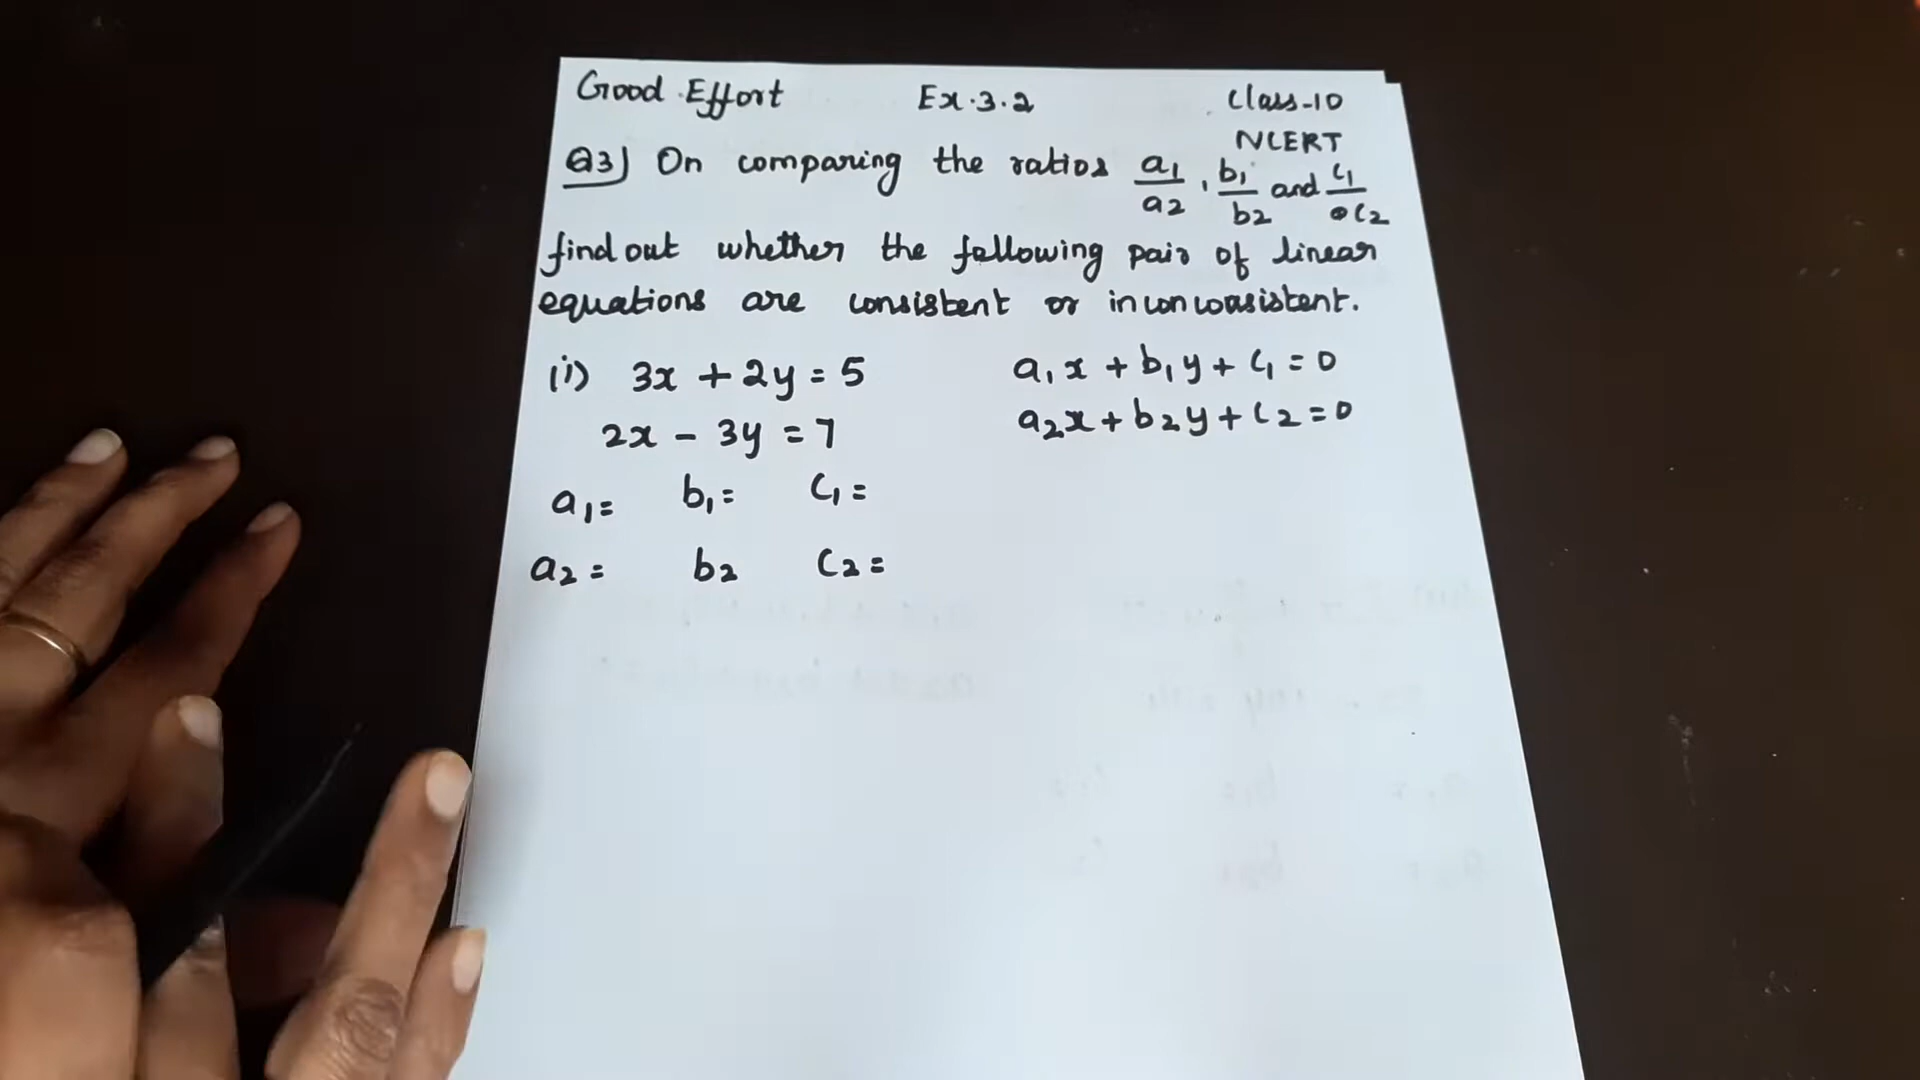 Good Effort Ex.3.2 Class-10
NCERT
Q3) On comparing the ratios a1/a2, b1/b2 and c1/c2
find out whether the following pair of linear
equations are consistent or inconconsistent.
(i) 3x + 2y = 5 a1x + b1y + c1 = 0
2x - 3y = 7 a2x + b2y + c2 = 0
a1= b1= c1=
a2= b2 c2=